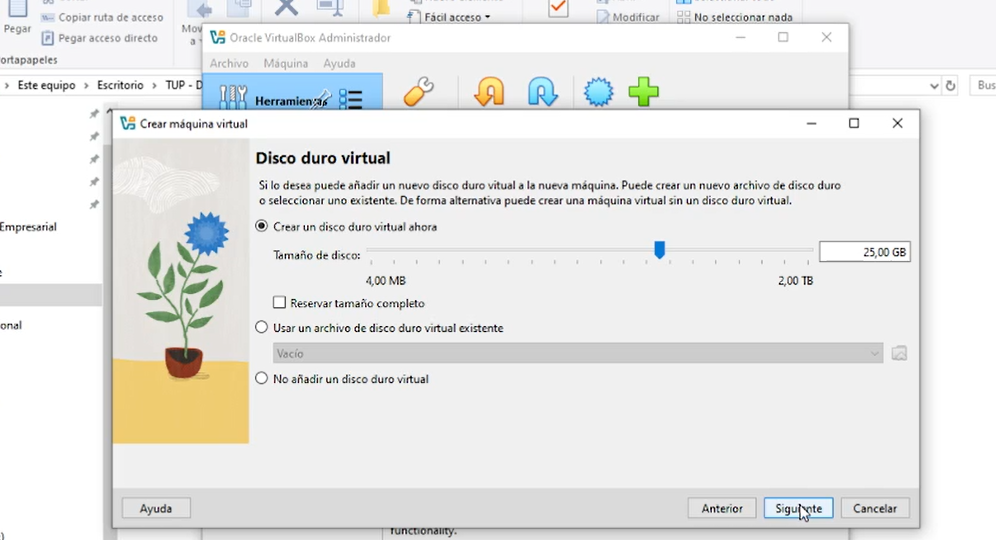 Copiar ruta de acceso
Pegar
Pegar acceso directo
Fácil acceso
Modificar
No seleccionar nada
ortapapeles
Este equipo
Escritorio
TUP - D
Bus
Oracle VirtualBox Administrador
Archivo Máquina Ayuda
Herramientas
Crear máquina virtual
Disco duro virtual
Si lo desea puede añadir un nuevo disco duro vitual a la nueva máquina. Puede crear un nuevo archivo de disco duro
o seleccionar uno existente. De forma alternativa puede crear una máquina virtual sin un disco duro virtual.
Crear un disco duro virtual ahora
Tamaño de disco:
25,00 GB
4,00 MB
2,00 TB
Reservar tamaño completo
Usar un archivo de disco duro virtual existente
Vacío
No añadir un disco duro virtual
Empresarial
onal
Ayuda
Anterior
Siguiente
Cancelar
functionality.